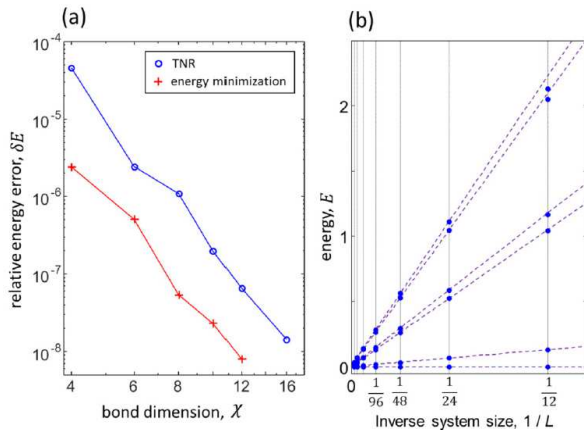 (a)
10⁻⁴
10⁻⁵
10⁻⁶
10⁻⁷
10⁻⁸
relative energy error, δE
TNR
energy minimization
4 6 8 12 16
bond dimension, χ
(b)
2
1
0
energy, E
0 1/96 1/48 1/24 1/12
Inverse system size, 1 / L